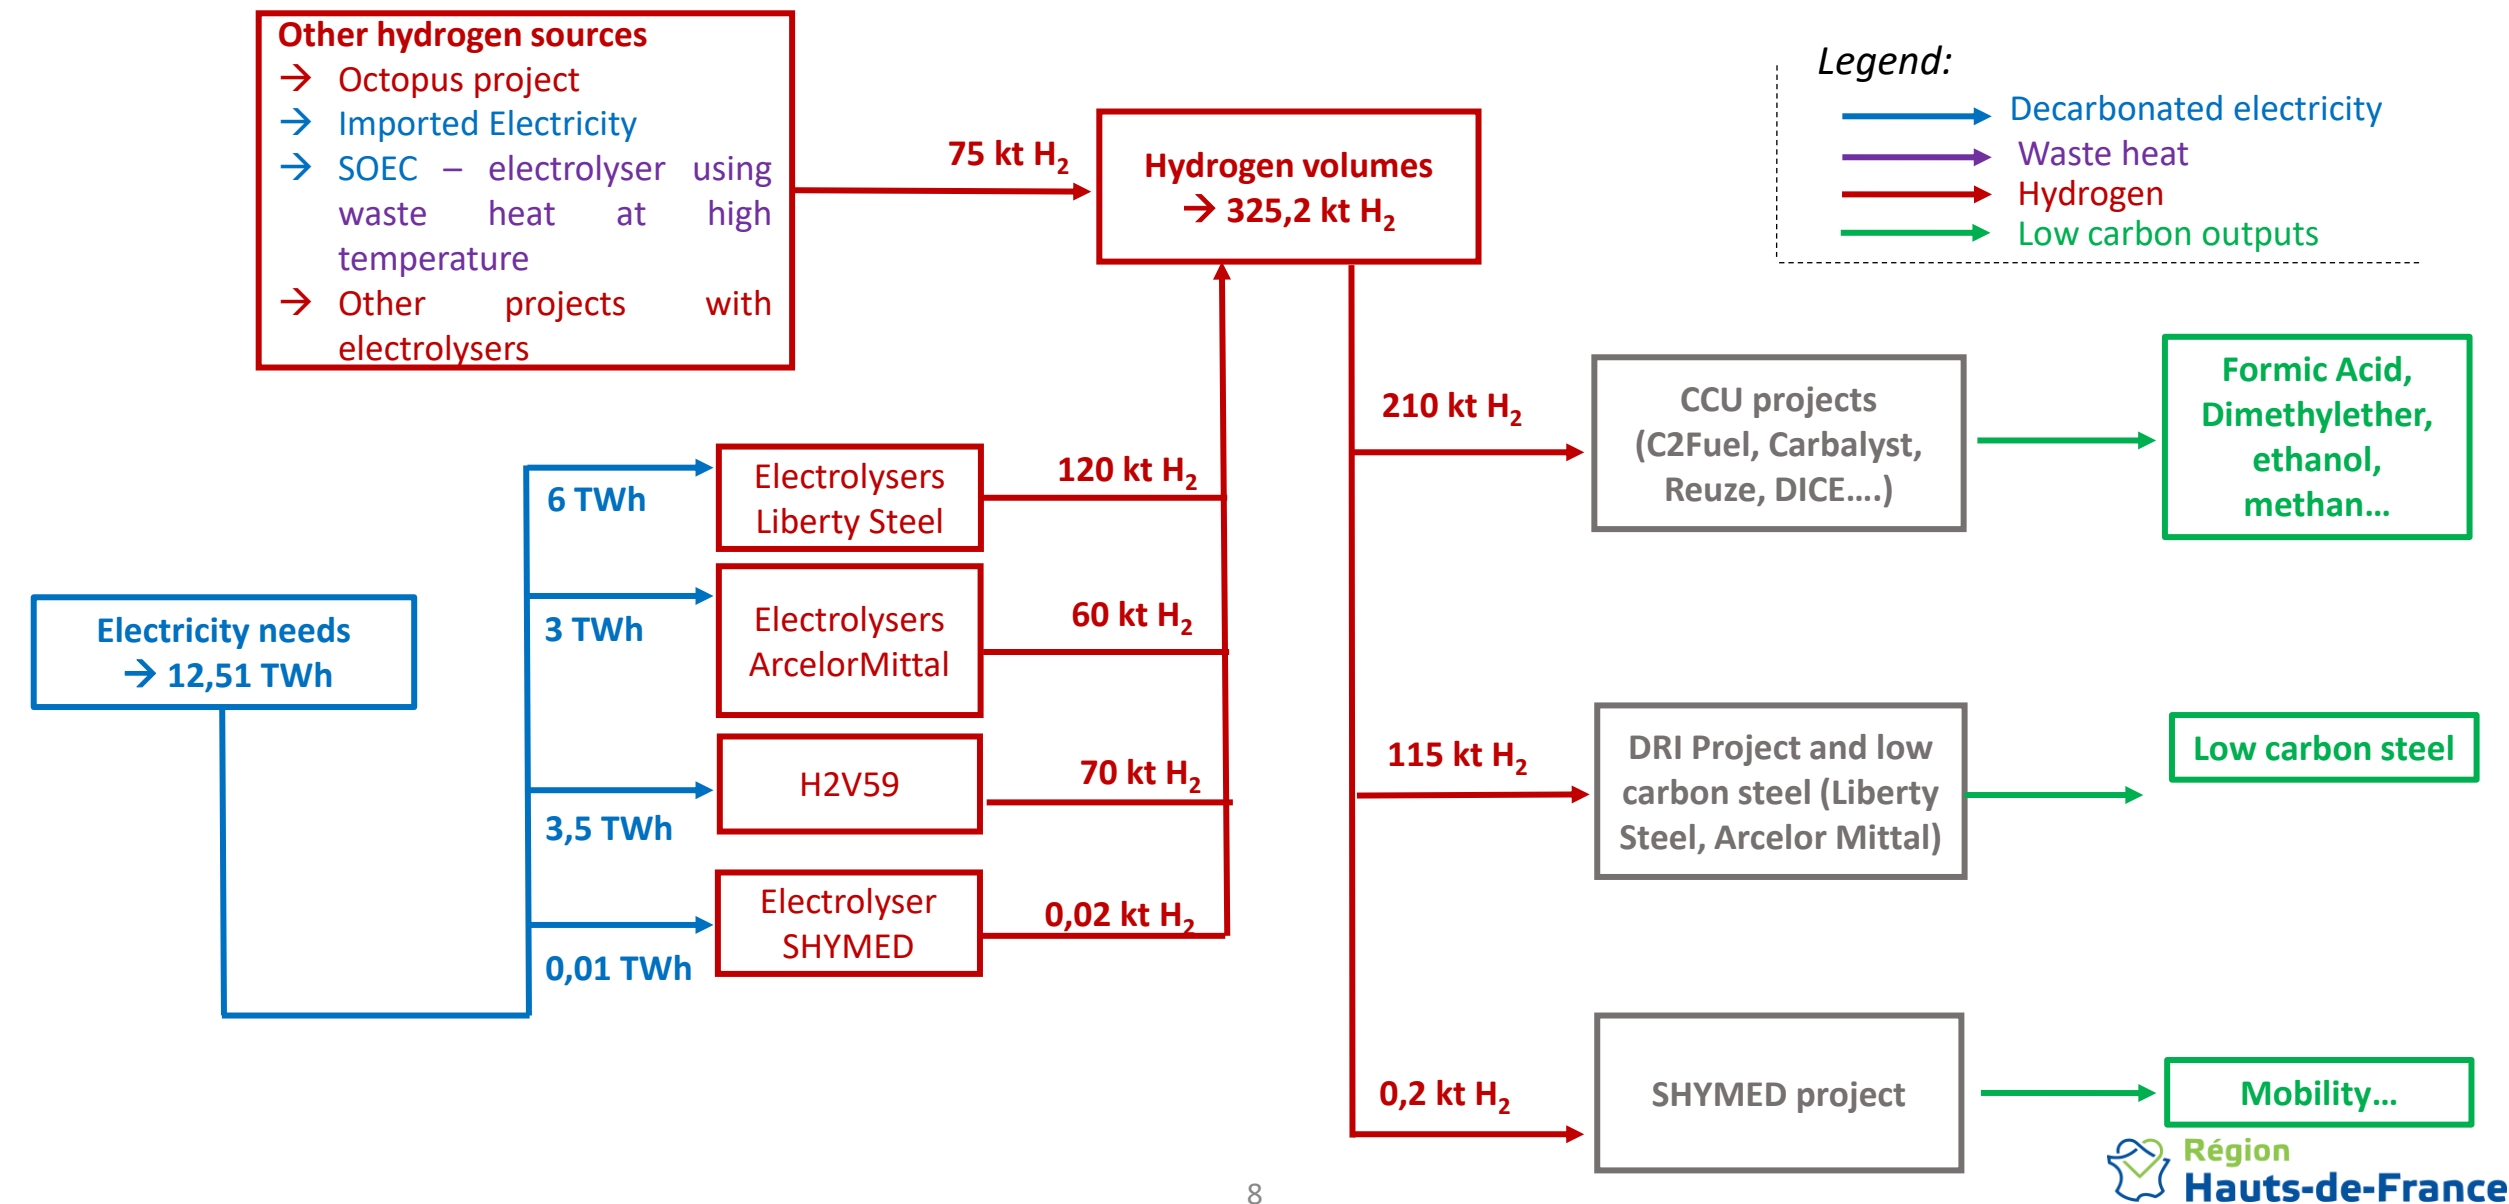 Other hydrogen sources
→ Octopus project
→ Imported Electricity
→ SOEC – electrolyser using
waste heat at high
temperature
→ Other projects with
electrolysers
75 kt H₂
Hydrogen volumes
→ 325,2 kt H₂
Legend:
Decarbonated electricity
Waste heat
Hydrogen
Low carbon outputs
Electricity needs
→ 12,51 TWh
6 TWh
3 TWh
3,5 TWh
0,01 TWh
Electrolysers
Liberty Steel
Electrolysers
ArcelorMittal
H2V59
Electrolyser
SHYMED
120 kt H₂
60 kt H₂
70 kt H₂
0,02 kt H₂
210 kt H₂
CCU projects
(C2Fuel, Carbalyst,
Reuze, DICE....)
Formic Acid,
Dimethylether,
ethanol,
methan...
115 kt H₂
DRI Project and low
carbon steel (Liberty
Steel, Arcelor Mittal)
Low carbon steel
0,2 kt H₂
SHYMED project
Mobility...
8
Région
Hauts-de-France